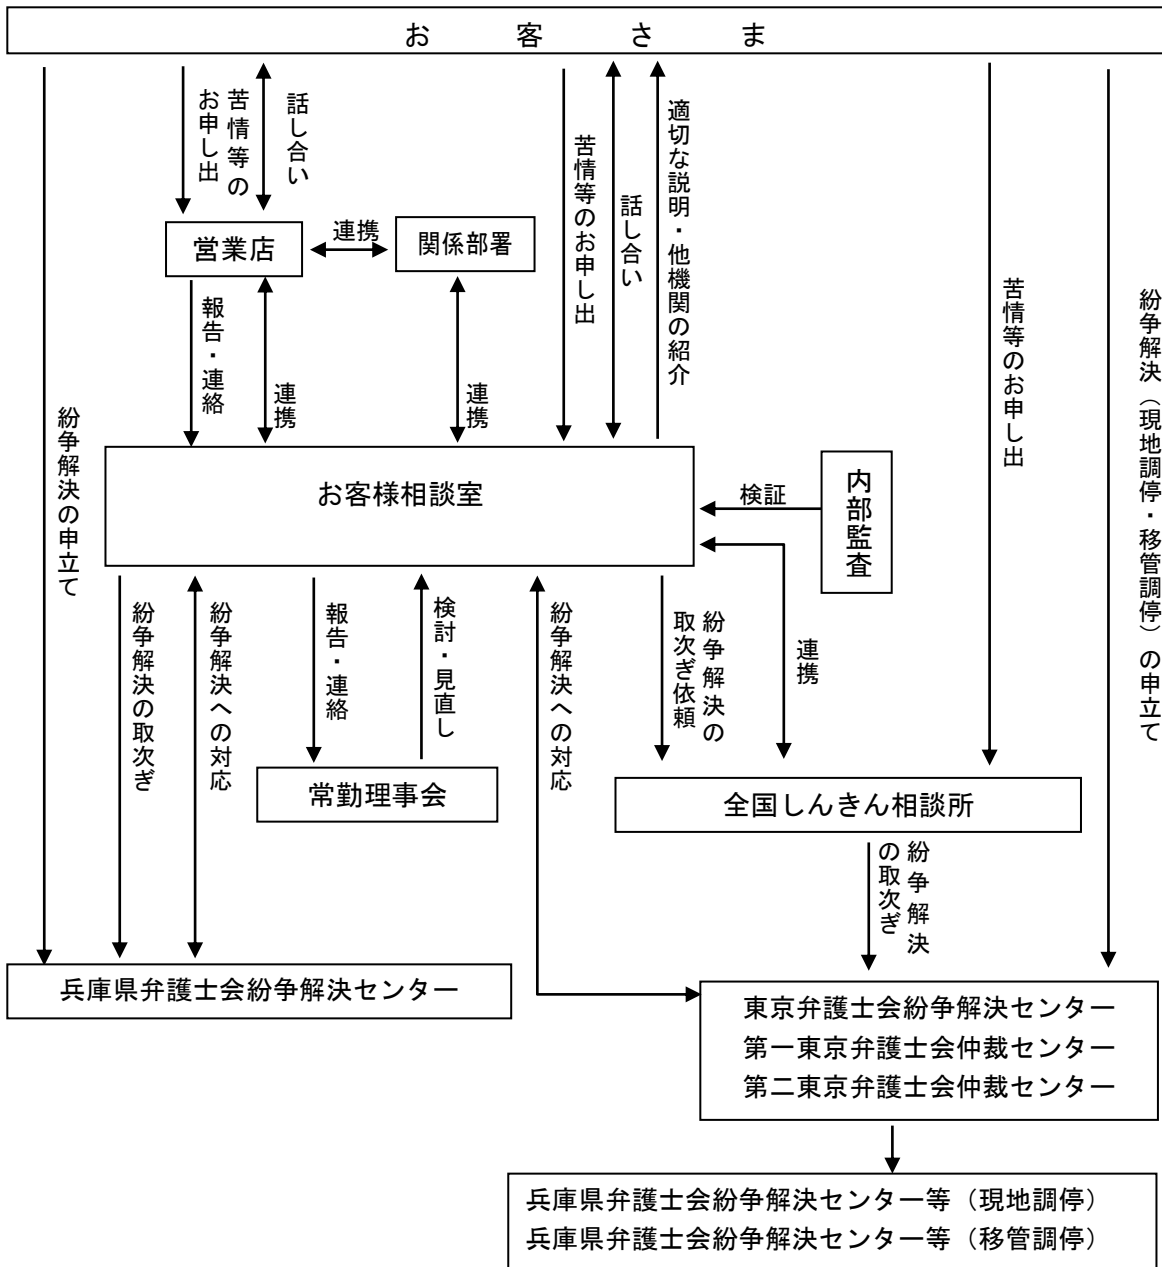 お客さま
苦情等の
お申し出
話し合い
苦情等のお申し出
話し合い
適切な説明・他機関の紹介
営業店
連携
関係部署
報告・連絡
連携
連携
苦情等のお申し出
紛争解決（現地調停・移管調停）の申立て
紛争解決の申立て
お客様相談室
検証
内部監査
紛争解決の取次ぎ
紛争解決への対応
報告・連絡
検討・見直し
紛争解決への対応
紛争解決の
取次ぎ依頼
連携
常勤理事会
全国しんきん相談所
紛争解決
の取次ぎ
兵庫県弁護士会紛争解決センター
東京弁護士会紛争解決センター
第一東京弁護士会仲裁センター
第二東京弁護士会仲裁センター
兵庫県弁護士会紛争解決センター等（現地調停）
兵庫県弁護士会紛争解決センター等（移管調停）